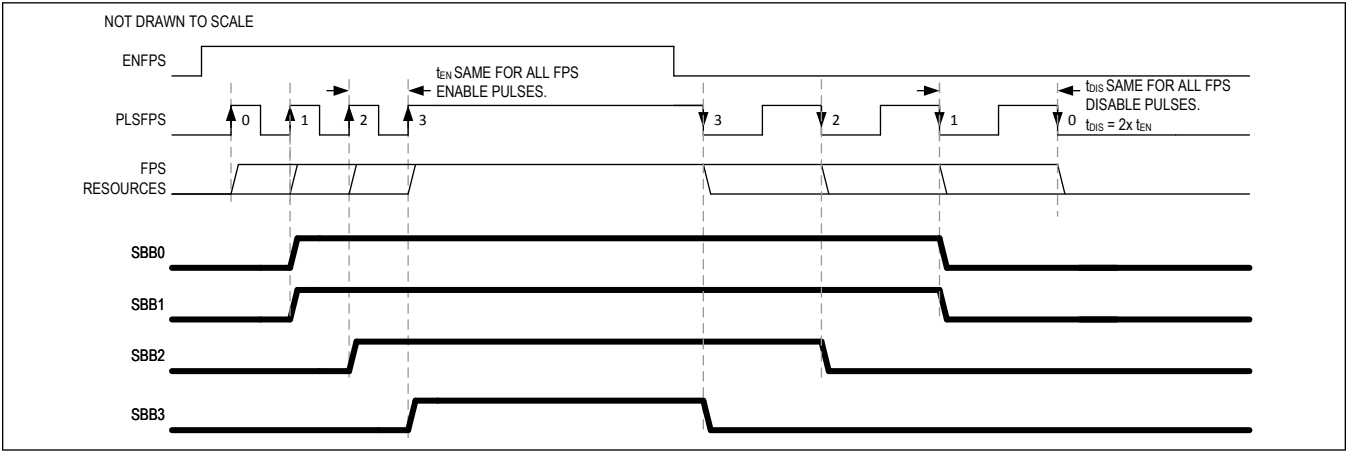 NOT DRAWN TO SCALE
ENFPS
tEN SAME FOR ALL FPS
ENABLE PULSES.
tDIS SAME FOR ALL FPS
DISABLE PULSES.
tDIS = 2x tEN
PLSFPS
0 1 2 3 3 2 1 0
FPS
RESOURCES
SBB0
SBB1
SBB2
SBB3